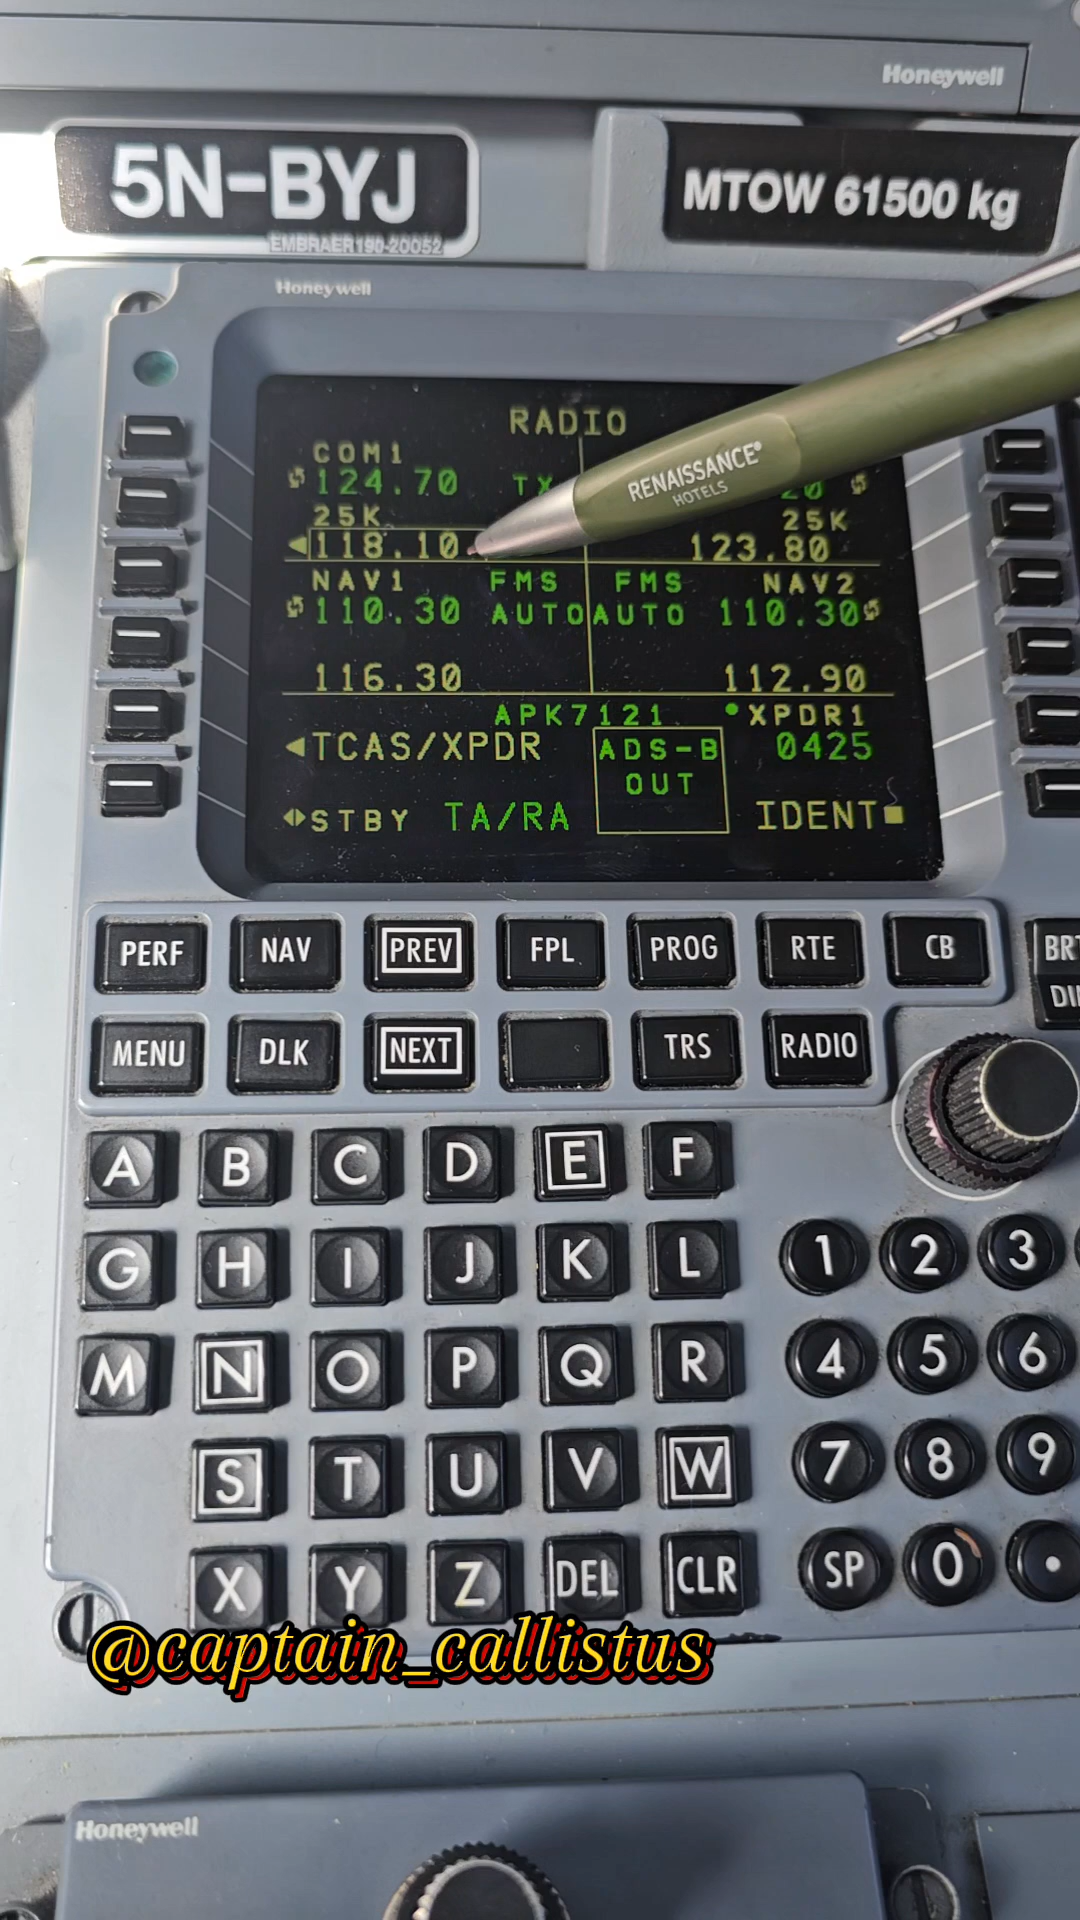 Honeywell
5N-BYJ
EMBRAER190-20052
MTOW 61500 kg
Honeywell
RADIO
COM1
124.70 TX 20
25K 25K
118.10 123.80
NAV1 FMS FMS NAV2
110.30 AUTO AUTO 110.30
116.30 112.90
APK7121 XPDR1
TCAS/XPDR ADS-B 0425
OUT
STBY TA/RA IDENT
RENAISSANCE®
HOTELS
PERF NAV PREV FPL PROG RTE CB BRT
DIM
MENU DLK NEXT TRS RADIO
A B C D E F
G H I J K L 1 2 3
M N O P Q R 4 5 6
S T U V W 7 8 9
X Y Z DEL CLR SP 0 .
@captain_callistus
Honeywell